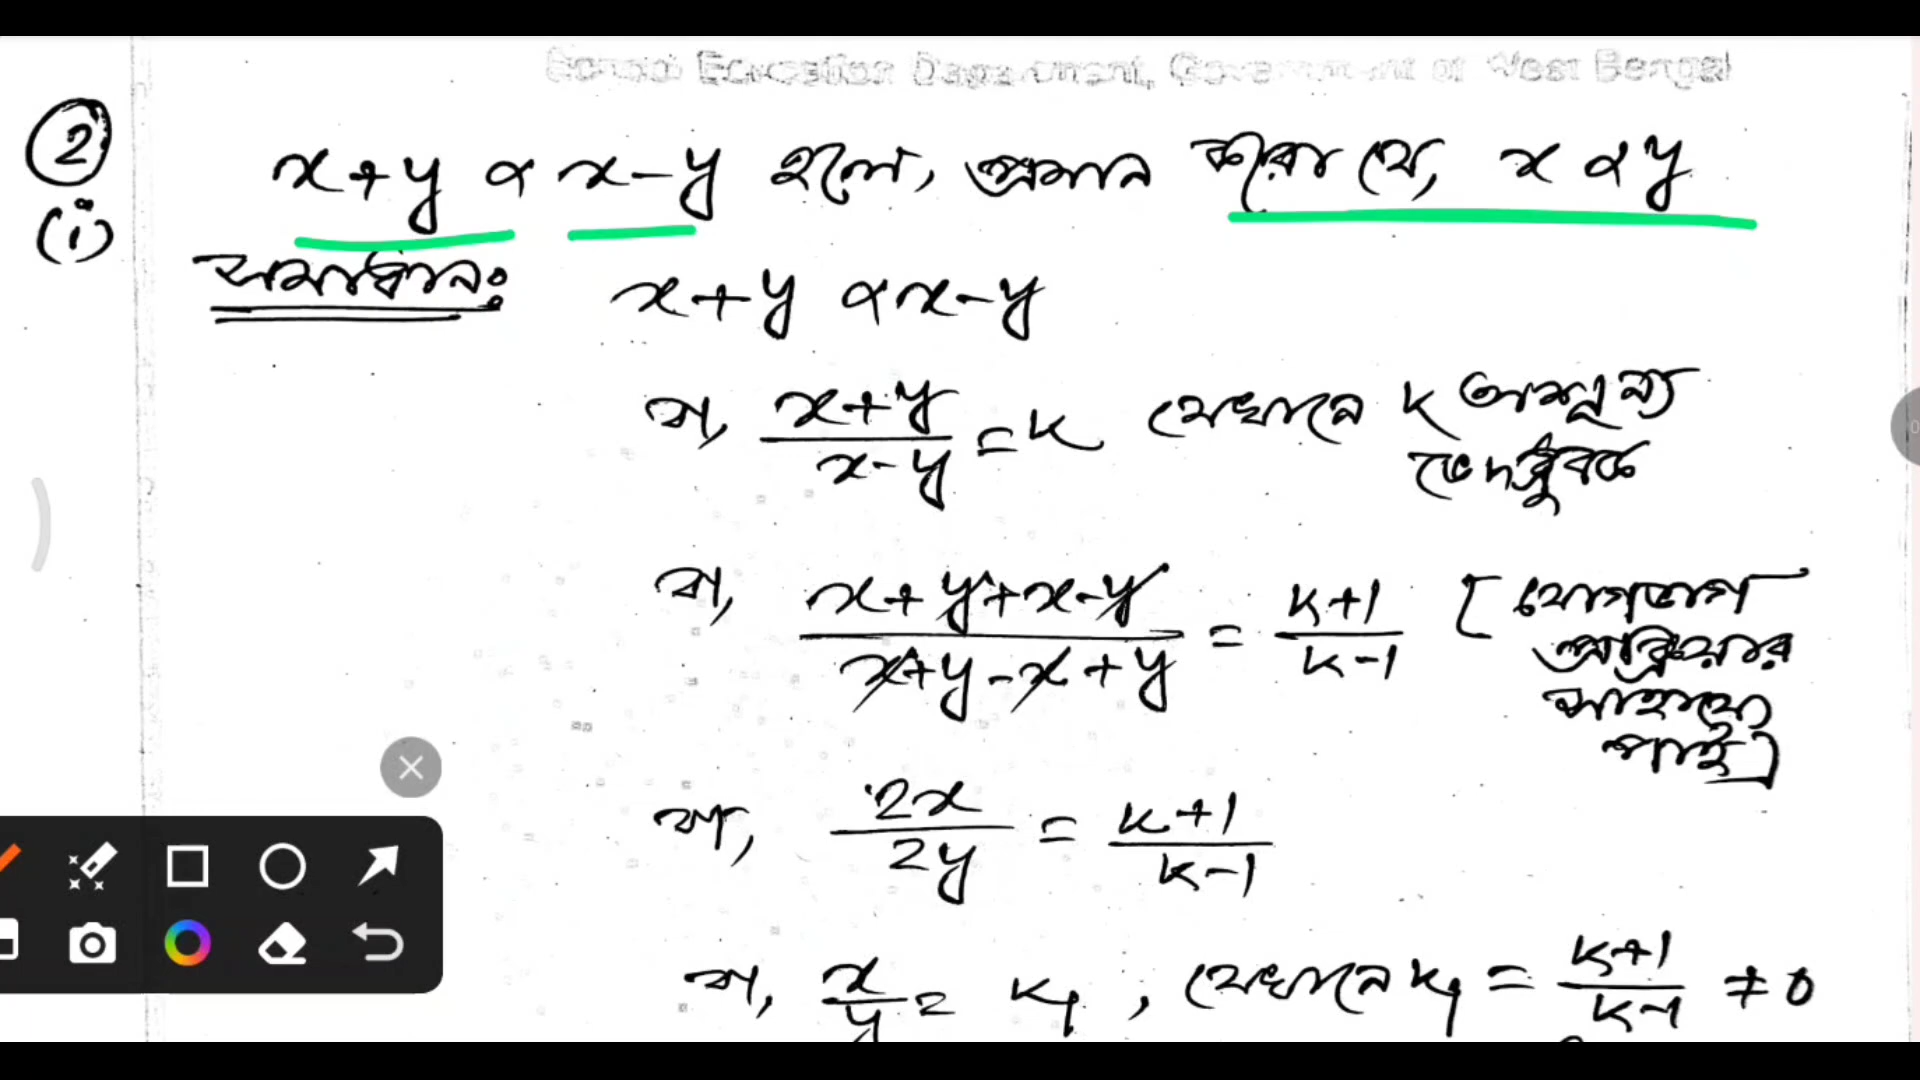 School Education Department, Government of West Bengal
② x+y ∝ x-y হলে, প্রমান করো যে, x ∝ y
(i)
সমাধান: x+y ∝ x-y
বা, (x+y)/(x-y) = k যেখানে k অশূন্য
ভেদধ্রুবক
বা, (x+y+x-y)/(x+y-x+y) = (k+1)/(k-1) [যোগভাগ
প্রক্রিয়ার
সাহায্যে
পাই]
বা, 2x/2y = (k+1)/(k-1)
বা, x/y = k₁, যেখানে k₁ = (k+1)/(k-1) ≠ 0